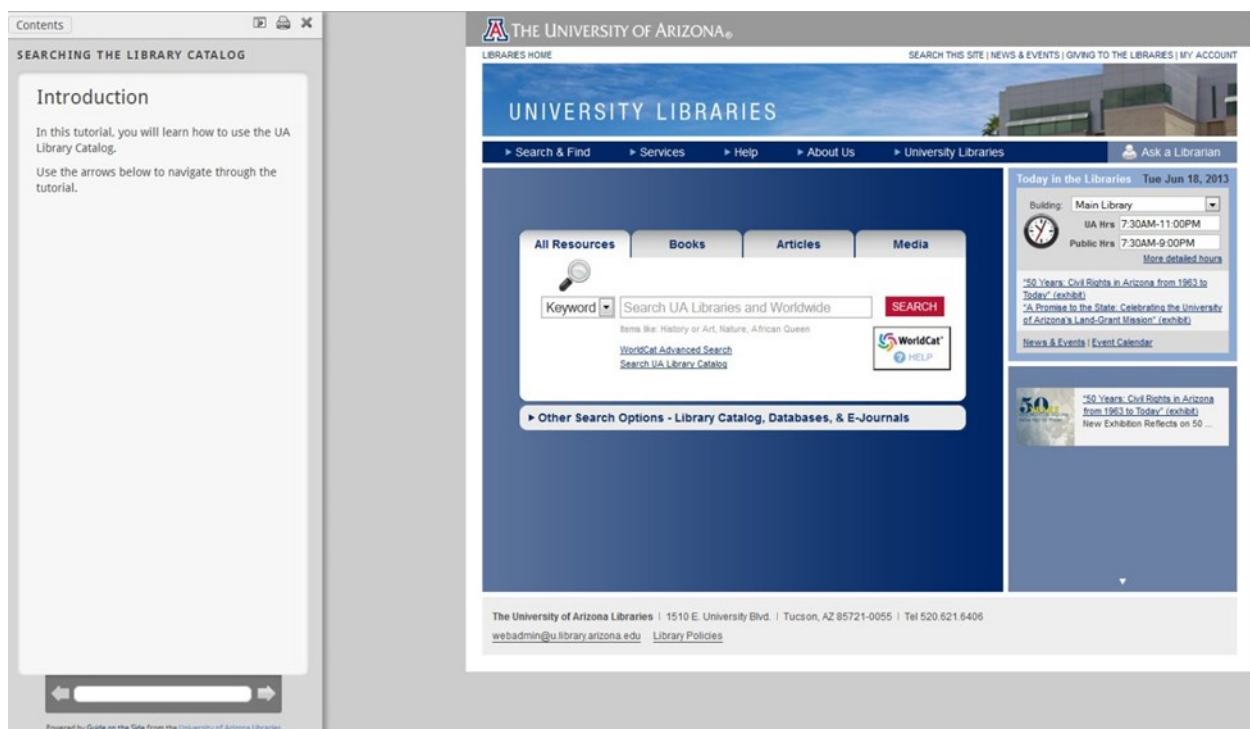 Contents
SEARCHING THE LIBRARY CATALOG
Introduction
In this tutorial, you will learn how to use the UA
Library Catalog.
Use the arrows below to navigate through the
tutorial.
Powered by Guide on the Side from the University of Arizona Libraries
THE UNIVERSITY OF ARIZONA®
LIBRARIES HOME
SEARCH THIS SITE | NEWS & EVENTS | GIVING TO THE LIBRARIES | MY ACCOUNT
UNIVERSITY LIBRARIES
Search & Find Services Help About Us University Libraries Ask a Librarian
All Resources Books Articles Media
Keyword Search UA Libraries and Worldwide SEARCH
Items like: History or Art, Nature, African Queen
WorldCat Advanced Search
Search UA Library Catalog
WorldCat®
HELP
Other Search Options - Library Catalog, Databases, & E-Journals
Today in the Libraries Tue Jun 18, 2013
Building: Main Library
UA Hrs 7:30AM-11:00PM
Public Hrs 7:30AM-9:00PM
More detailed hours
"50 Years: Civil Rights in Arizona from 1963 to
Today" (exhibit)
"A Promise to the State: Celebrating the University
of Arizona's Land-Grant Mission" (exhibit)
News & Events | Event Calendar
50
"50 Years: Civil Rights in Arizona
from 1963 to Today" (exhibit)
New Exhibition Reflects on 50 ...
The University of Arizona Libraries | 1510 E. University Blvd. | Tucson, AZ 85721-0055 | Tel 520.621.6406
webadmin@u.library.arizona.edu Library Policies